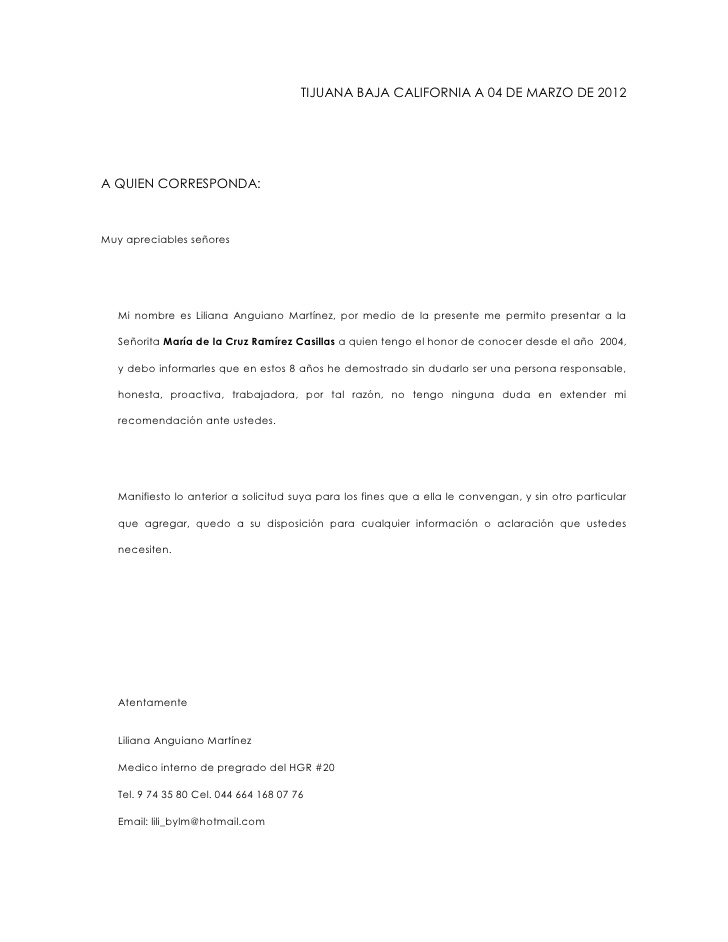 TIJUANA BAJA CALIFORNIA A 04 DE MARZO DE 2012
A QUIEN CORRESPONDA:
Muy apreciables señores
Mi nombre es Liliana Anguiano Martínez, por medio de la presente me permito presentar a la
Señorita María de la Cruz Ramírez Casillas a quien tengo el honor de conocer desde el año 2004,
y debo informarles que en estos 8 años he demostrado sin dudarlo ser una persona responsable,
honesta, proactiva, trabajadora, por tal razón, no tengo ninguna duda en extender mi
recomendación ante ustedes.
Manifiesto lo anterior a solicitud suya para los fines que a ella le convengan, y sin otro particular
que agregar, quedo a su disposición para cualquier información o aclaración que ustedes
necesiten.
Atentamente
Liliana Anguiano Martínez
Medico interno de pregrado del HGR #20
Tel. 9 74 35 80 Cel. 044 664 168 07 76
Email: lili_bylm@hotmail.com